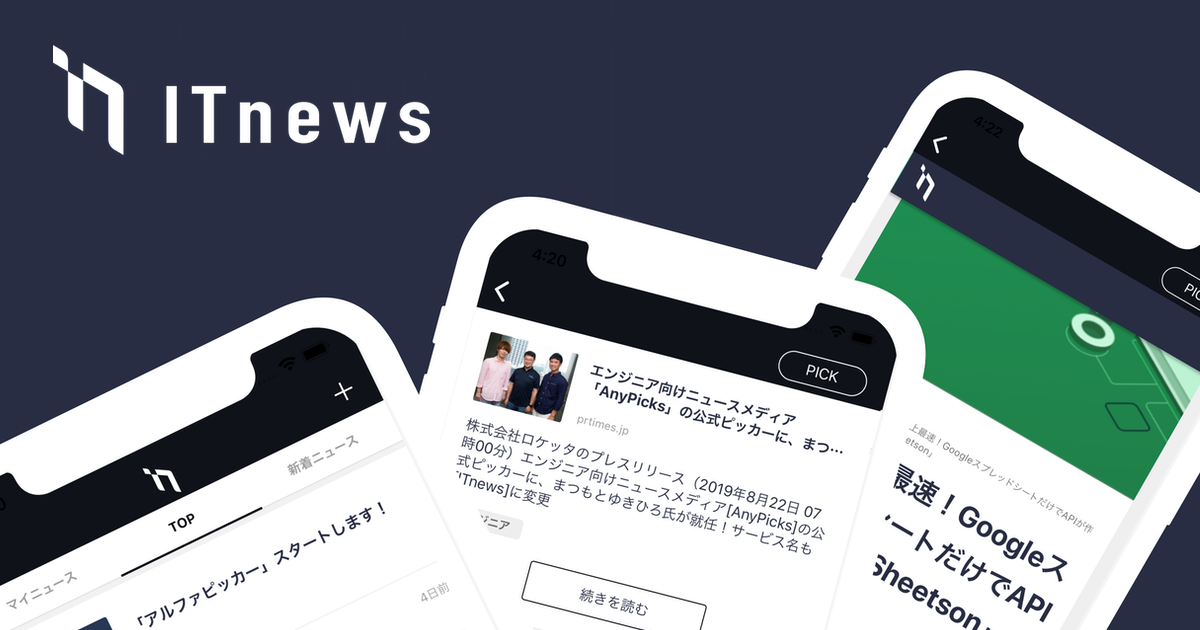 ITnews
TOP
新着ニュース
マイニュース
「アルファピッカー」スタートします！
4日前
4:20
PICK
エンジニア向けニュースメディア
「AnyPicks」の公式ピッカーに、まつ…
prtimes.jp
株式会社ロケッタのプレスリリース（2019年8月22日 07
時00分）エンジニア向けニュースメディア[AnyPicks]の公
式ピッカーに、まつもとゆきひろ氏が就任！サービス名も
[ITnews]に変更
ジニア
続きを読む
4:22
上最速！GoogleスプレッドシートだけでAPIが作
etson」
最速！Googleス
ートだけでAPI
Sheetson」